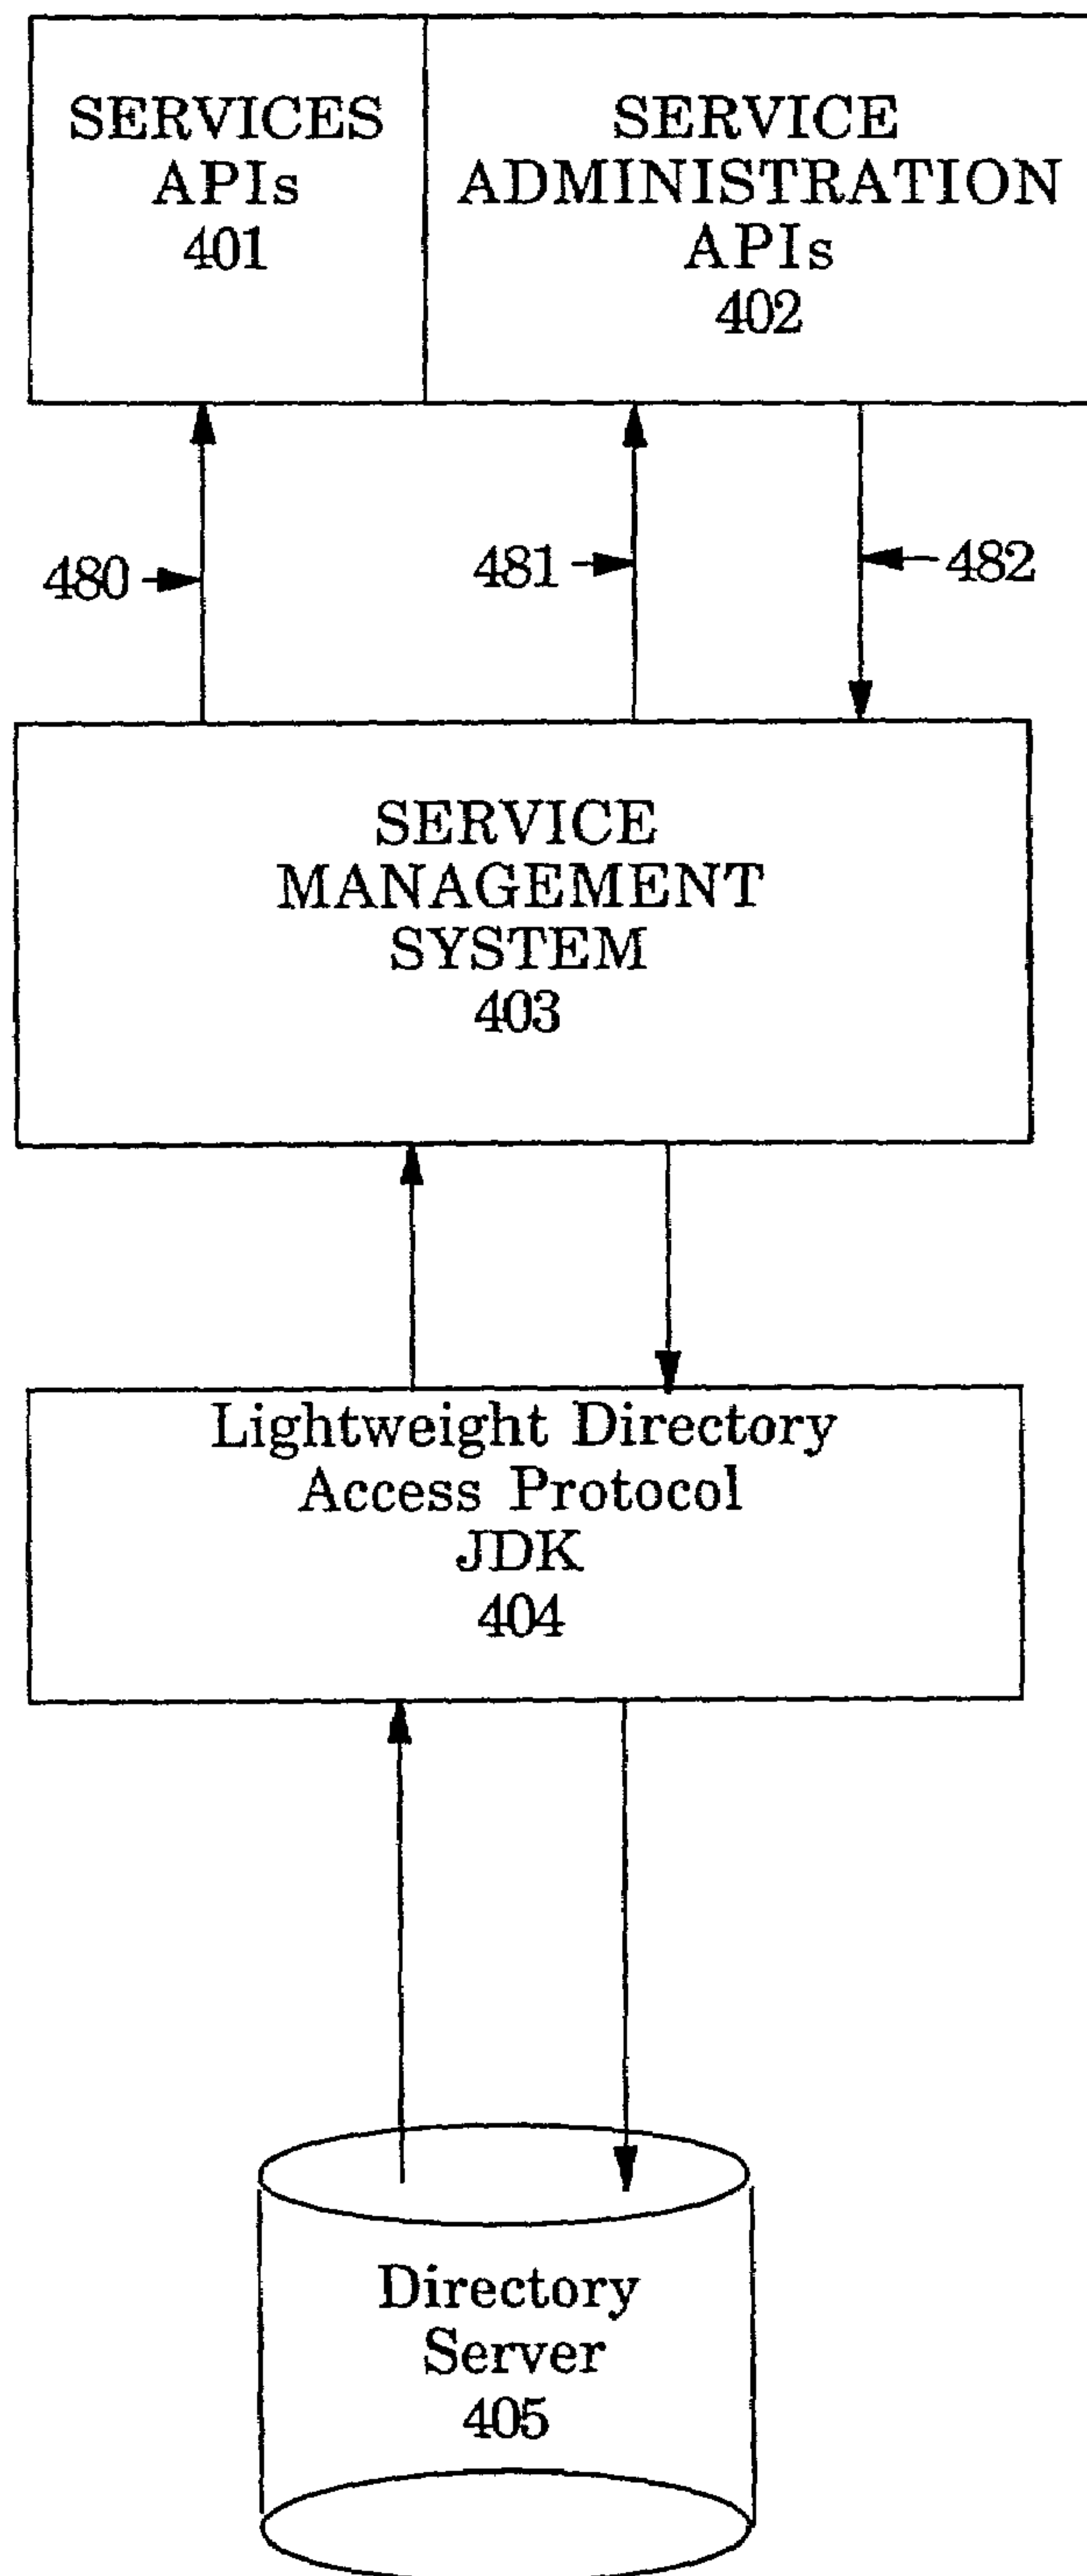 SERVICES
APIs
401
SERVICE
ADMINISTRATION
APIs
402
480
481
482
SERVICE
MANAGEMENT
SYSTEM
403
Lightweight Directory
Access Protocol
JDK
404
Directory
Server
405